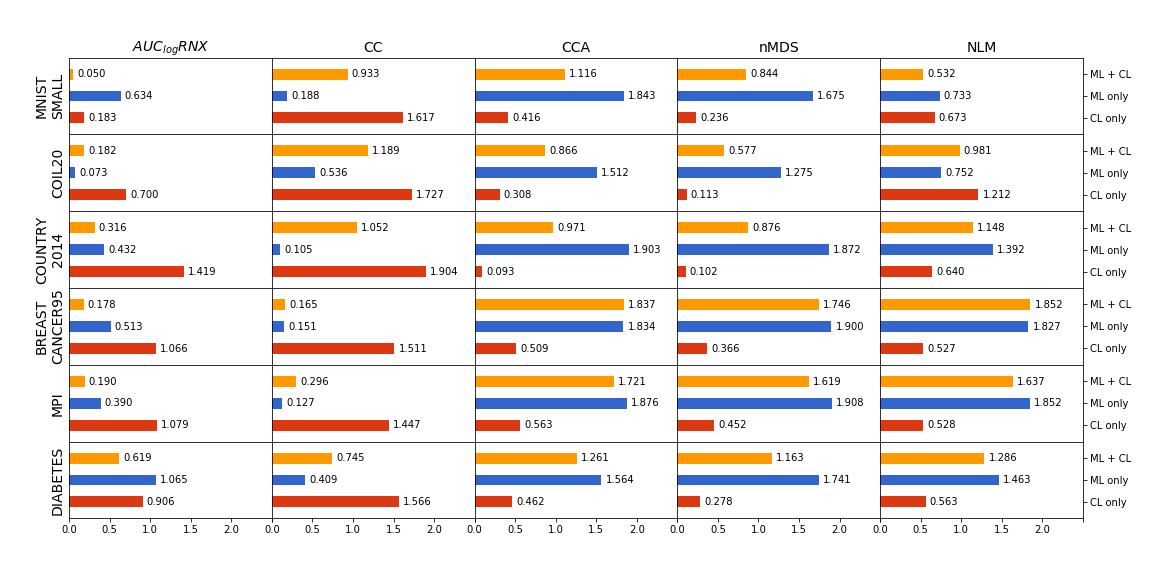 AUC_logRNX CC CCA nMDS NLM
MNIST
SMALL
0.050 0.933 1.116 0.844 0.532 ML + CL
0.634 0.188 1.843 1.675 0.733 ML only
0.183 1.617 0.416 0.236 0.673 CL only
COIL20
0.182 1.189 0.866 0.577 0.981 ML + CL
0.073 0.536 1.512 1.275 0.752 ML only
0.700 1.727 0.308 0.113 1.212 CL only
COUNTRY
2014
0.316 1.052 0.971 0.876 1.148 ML + CL
0.432 0.105 1.903 1.872 1.392 ML only
1.419 1.904 0.093 0.102 0.640 CL only
BREAST
CANCER95
0.178 0.165 1.837 1.746 1.852 ML + CL
0.513 0.151 1.834 1.900 1.827 ML only
1.066 1.511 0.509 0.366 0.527 CL only
MPI
0.190 0.296 1.721 1.619 1.637 ML + CL
0.390 0.127 1.876 1.908 1.852 ML only
1.079 1.447 0.563 0.452 0.528 CL only
DIABETES
0.619 0.745 1.261 1.163 1.286 ML + CL
1.065 0.409 1.564 1.741 1.463 ML only
0.906 1.566 0.462 0.278 0.563 CL only
0.0 0.5 1.0 1.5 2.0 0.0 0.5 1.0 1.5 2.0 0.0 0.5 1.0 1.5 2.0 0.0 0.5 1.0 1.5 2.0 0.0 0.5 1.0 1.5 2.0